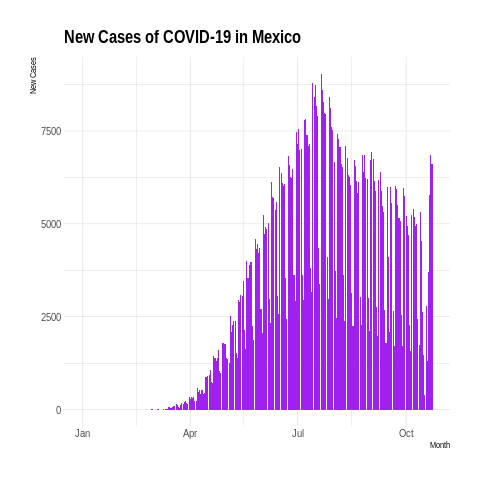 New Cases of COVID-19 in Mexico
New Cases
7500
5000
2500
0
Jan
Apr
Jul
Oct
Month